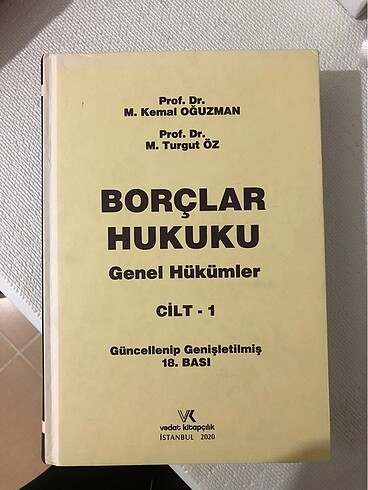 Prof. Dr.
M. Kemal OĞUZMAN
Prof. Dr.
M. Turgut ÖZ
BORÇLAR
HUKUKU
Genel Hükümler
CİLT - 1
Güncellenip Genişletilmiş
18. BASI
VK
vedat kitapçılık
İSTANBUL 2020